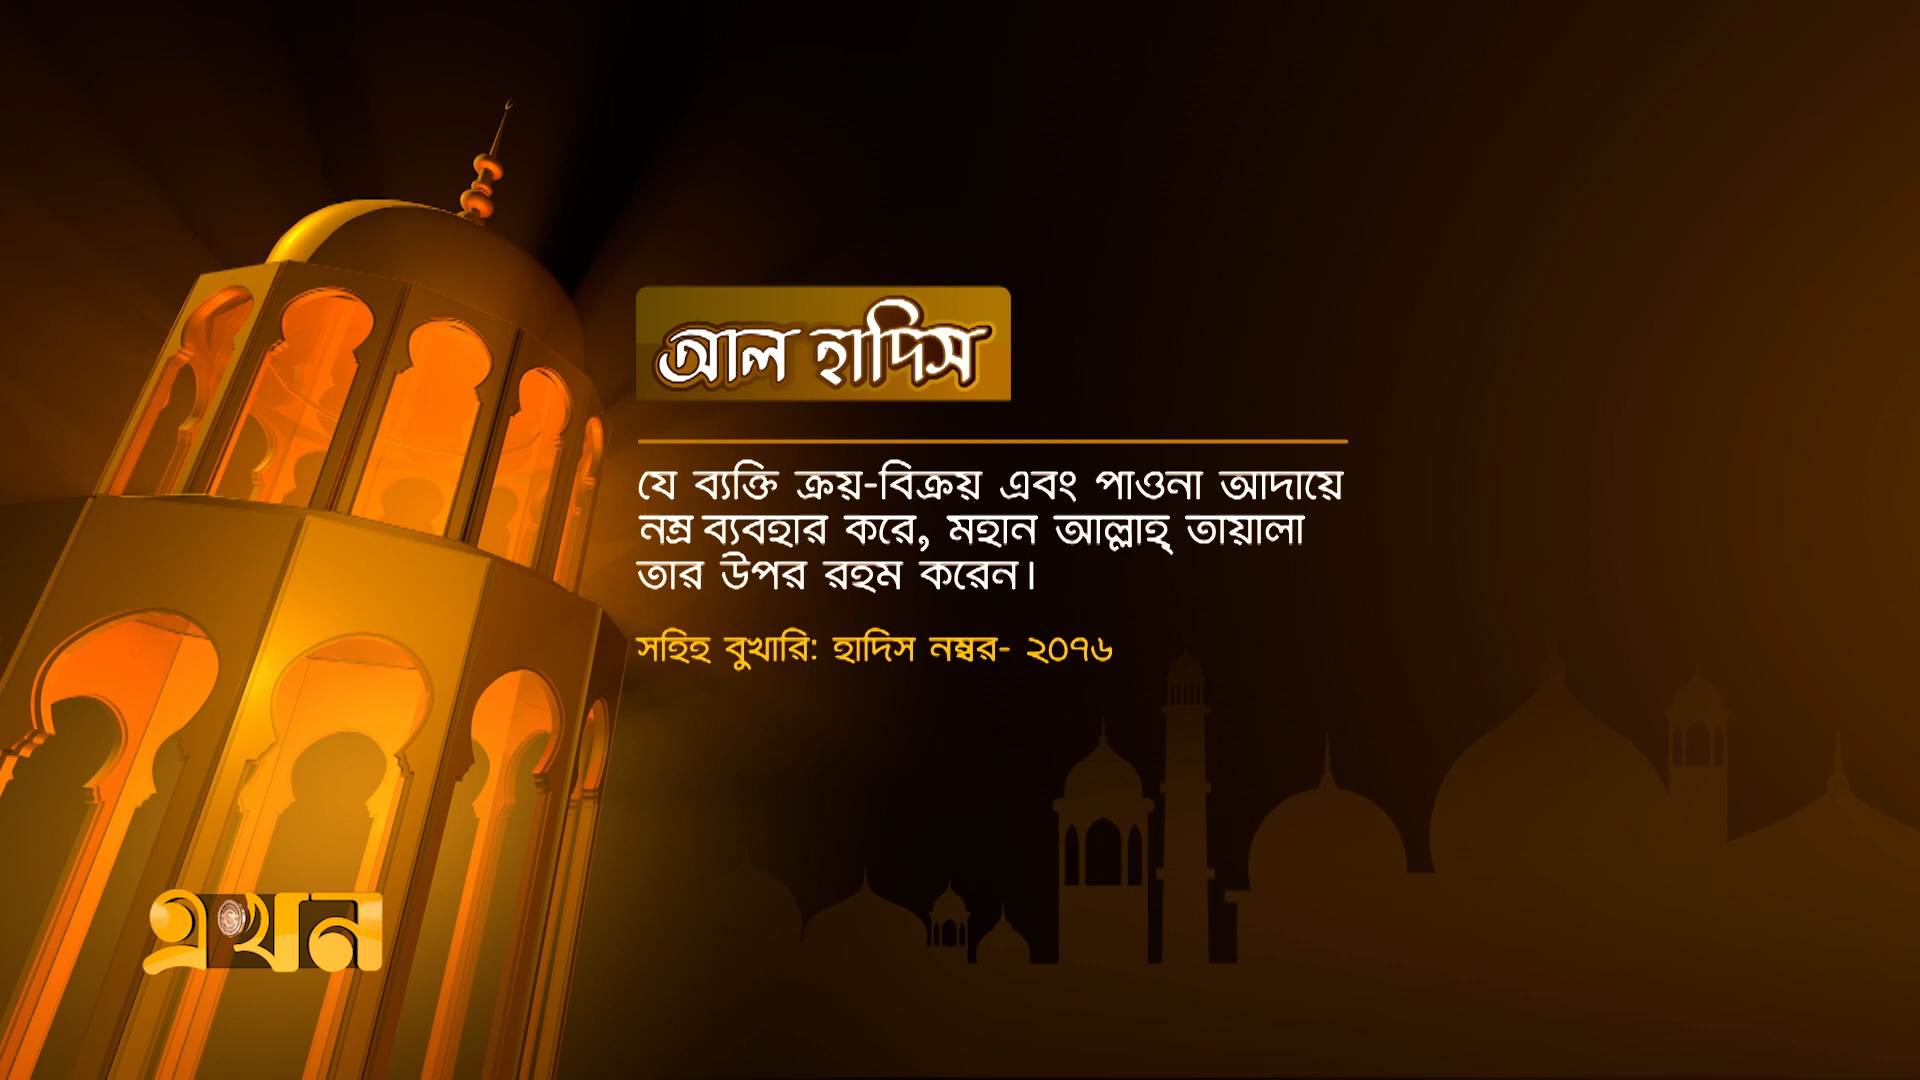 আল হাদিস
যে ব্যক্তি ক্রয়-বিক্রয় এবং পাওনা আদায়ে
নম্র ব্যবহার করে, মহান আল্লাহ্ তায়ালা
তার উপর রহম করেন।
সহিহ বুখারি: হাদিস নম্বর- ২০৭৬
এখন